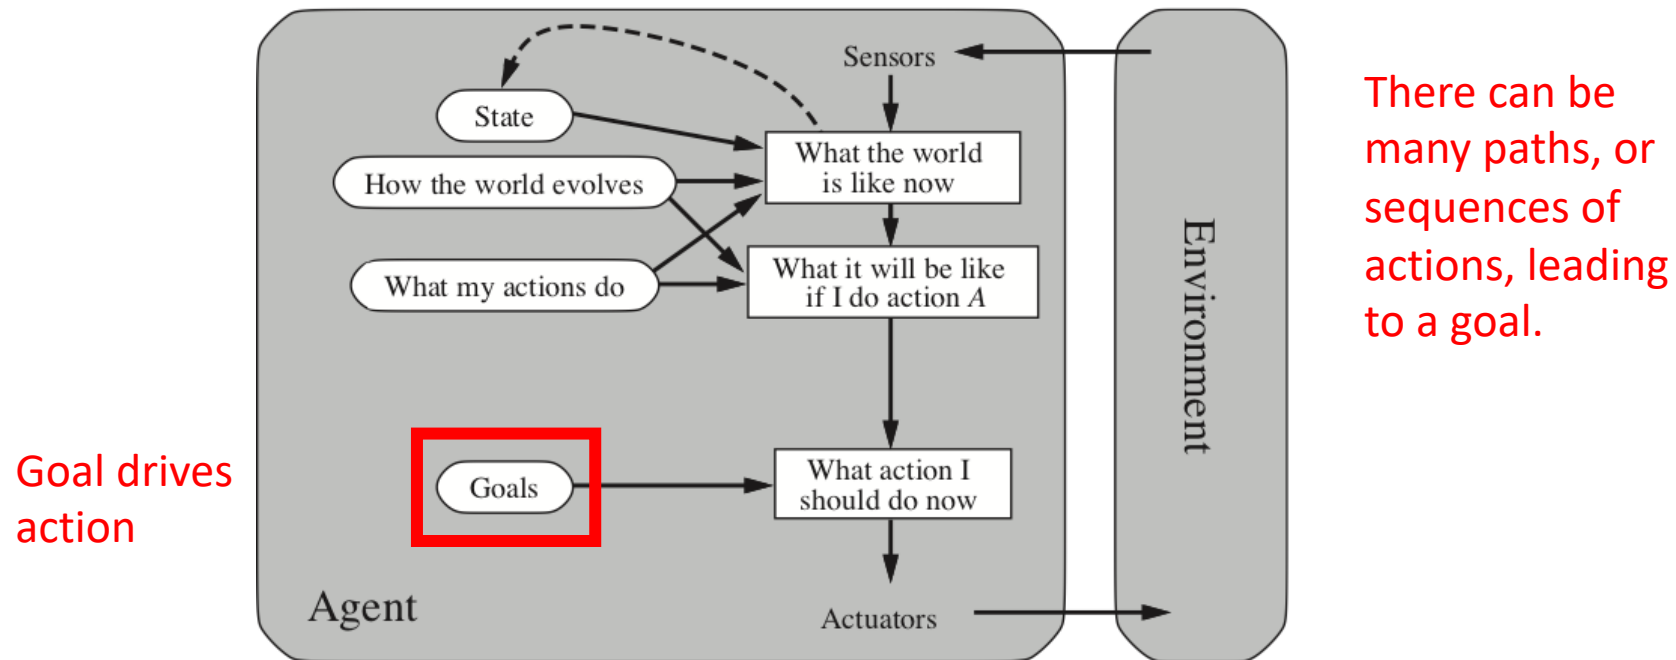 Sensors
State
What the world
is like now
How the world evolves
What my actions do
What it will be like
if I do action A
Goals
What action I
should do now
Agent
Actuators
Environment
There can be
many paths, or
sequences of
actions, leading
to a goal.
Goal drives
action